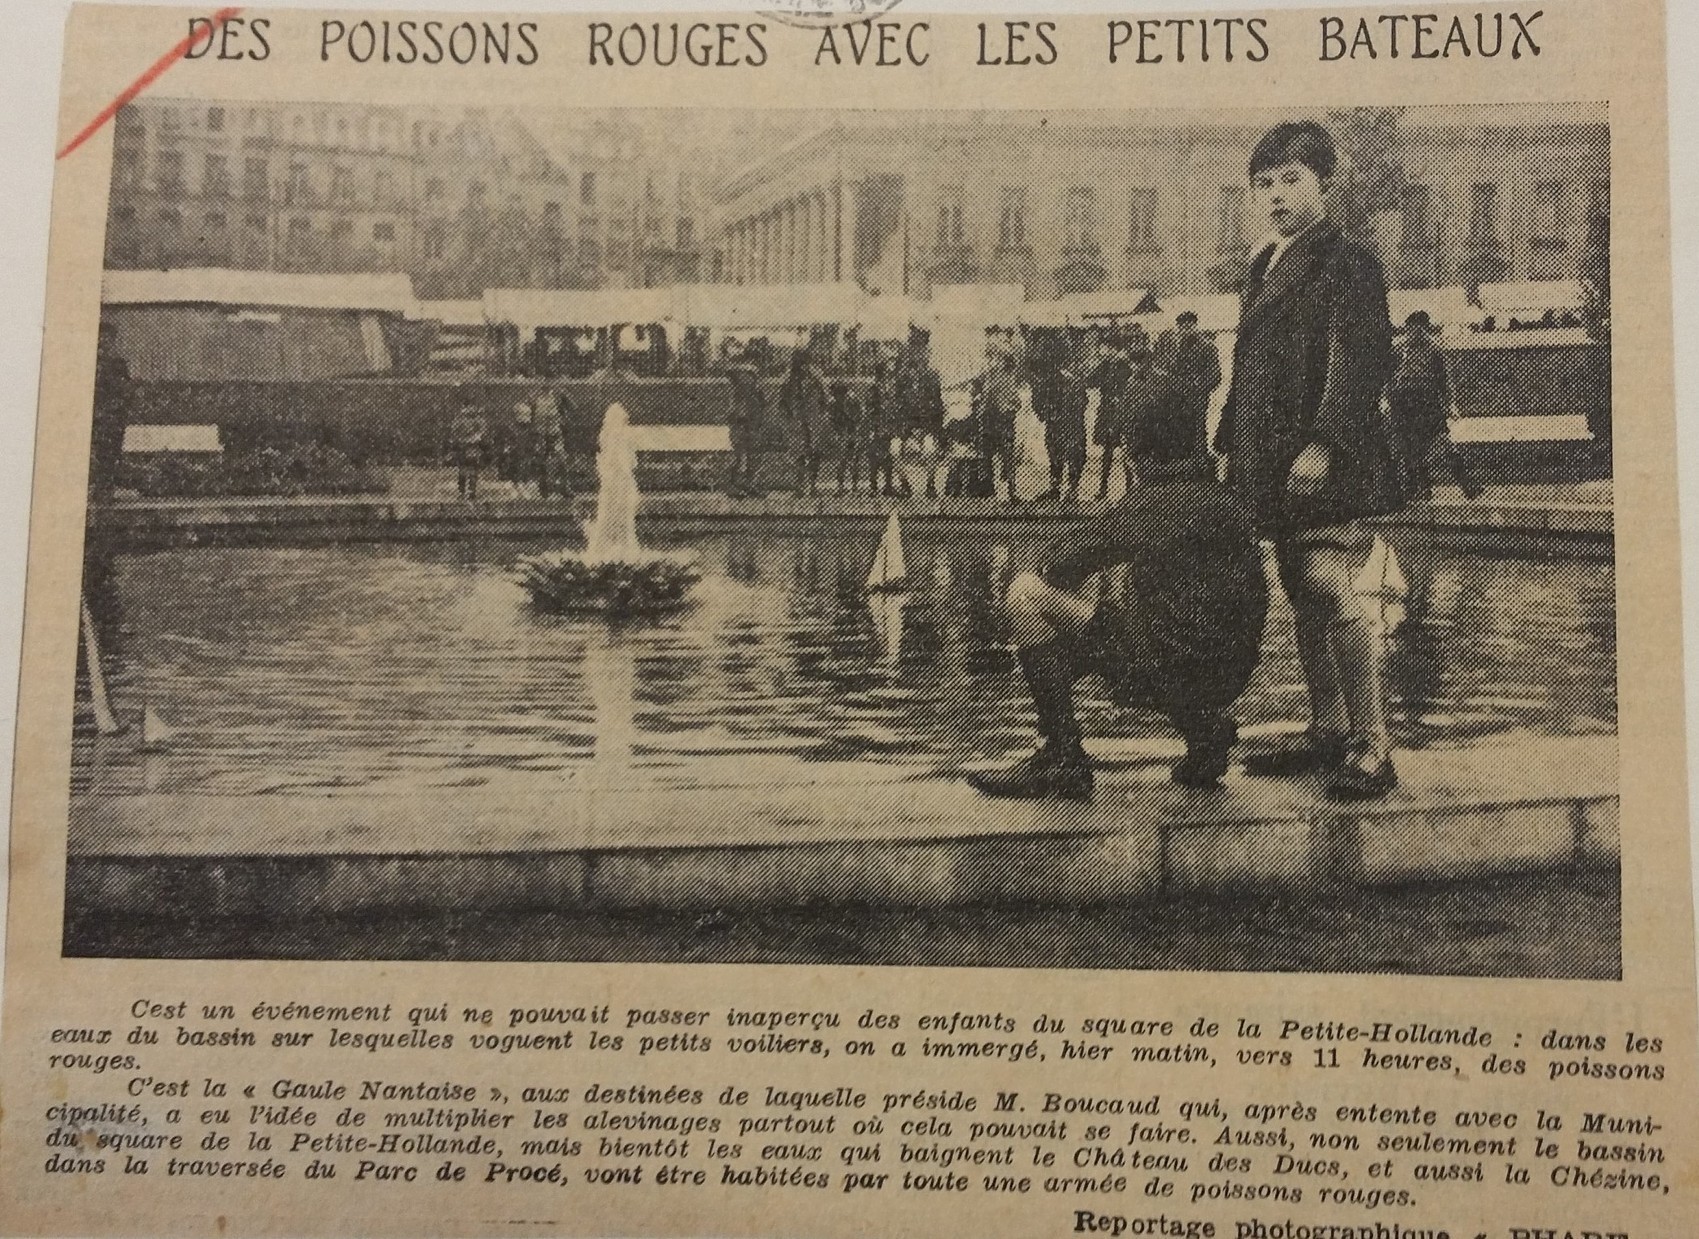 DES POISSONS ROUGES AVEC LES PETITS BATEAUX
C'est un événement qui ne pouvait passer inaperçu des enfants du square de la Petite-Hollande : dans les
eaux du bassin sur lesquelles voguent les petits voiliers, on a immergé, hier matin, vers 11 heures, des poissons
rouges.
C'est la « Gaule Nantaise », aux destinées de laquelle préside M. Boucaud qui, après entente avec la Muni-
cipalité, a eu l'idée de multiplier les alevinages partout où cela pouvait se faire. Aussi, non seulement le bassin
du square de la Petite-Hollande, mais bientôt les eaux qui baignent le Château des Ducs, et aussi la Chézine,
dans la traversée du Parc de Procé, vont être habitées par toute une armée de poissons rouges.
Reportage photographique « PHARE